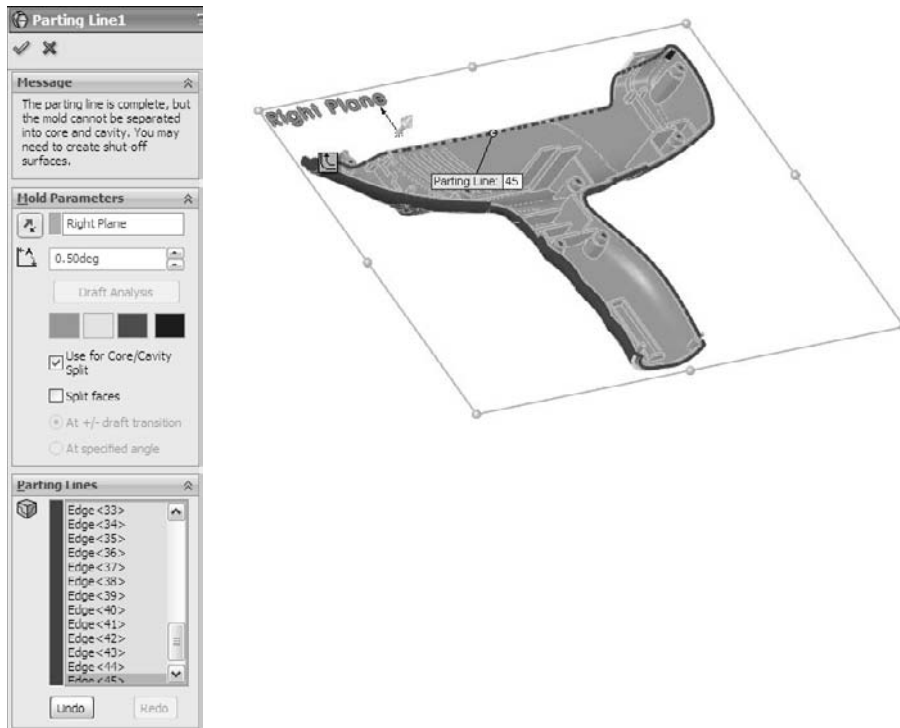 Parting Line1
?
Message
The parting line is complete, but
the mold cannot be separated
into core and cavity. You may
need to create shut-off
surfaces.
Mold Parameters
Right Plane
0.50deg
Draft Analysis
Use for Core/Cavity
Split
Split faces
At +/- draft transition
At specified angle
Parting Lines
Edge<33>
Edge<34>
Edge<35>
Edge<36>
Edge<37>
Edge<38>
Edge<39>
Edge<40>
Edge<41>
Edge<42>
Edge<43>
Edge<44>
Edge<45>
Undo
Redo
Right Plane
Parting Line: 45